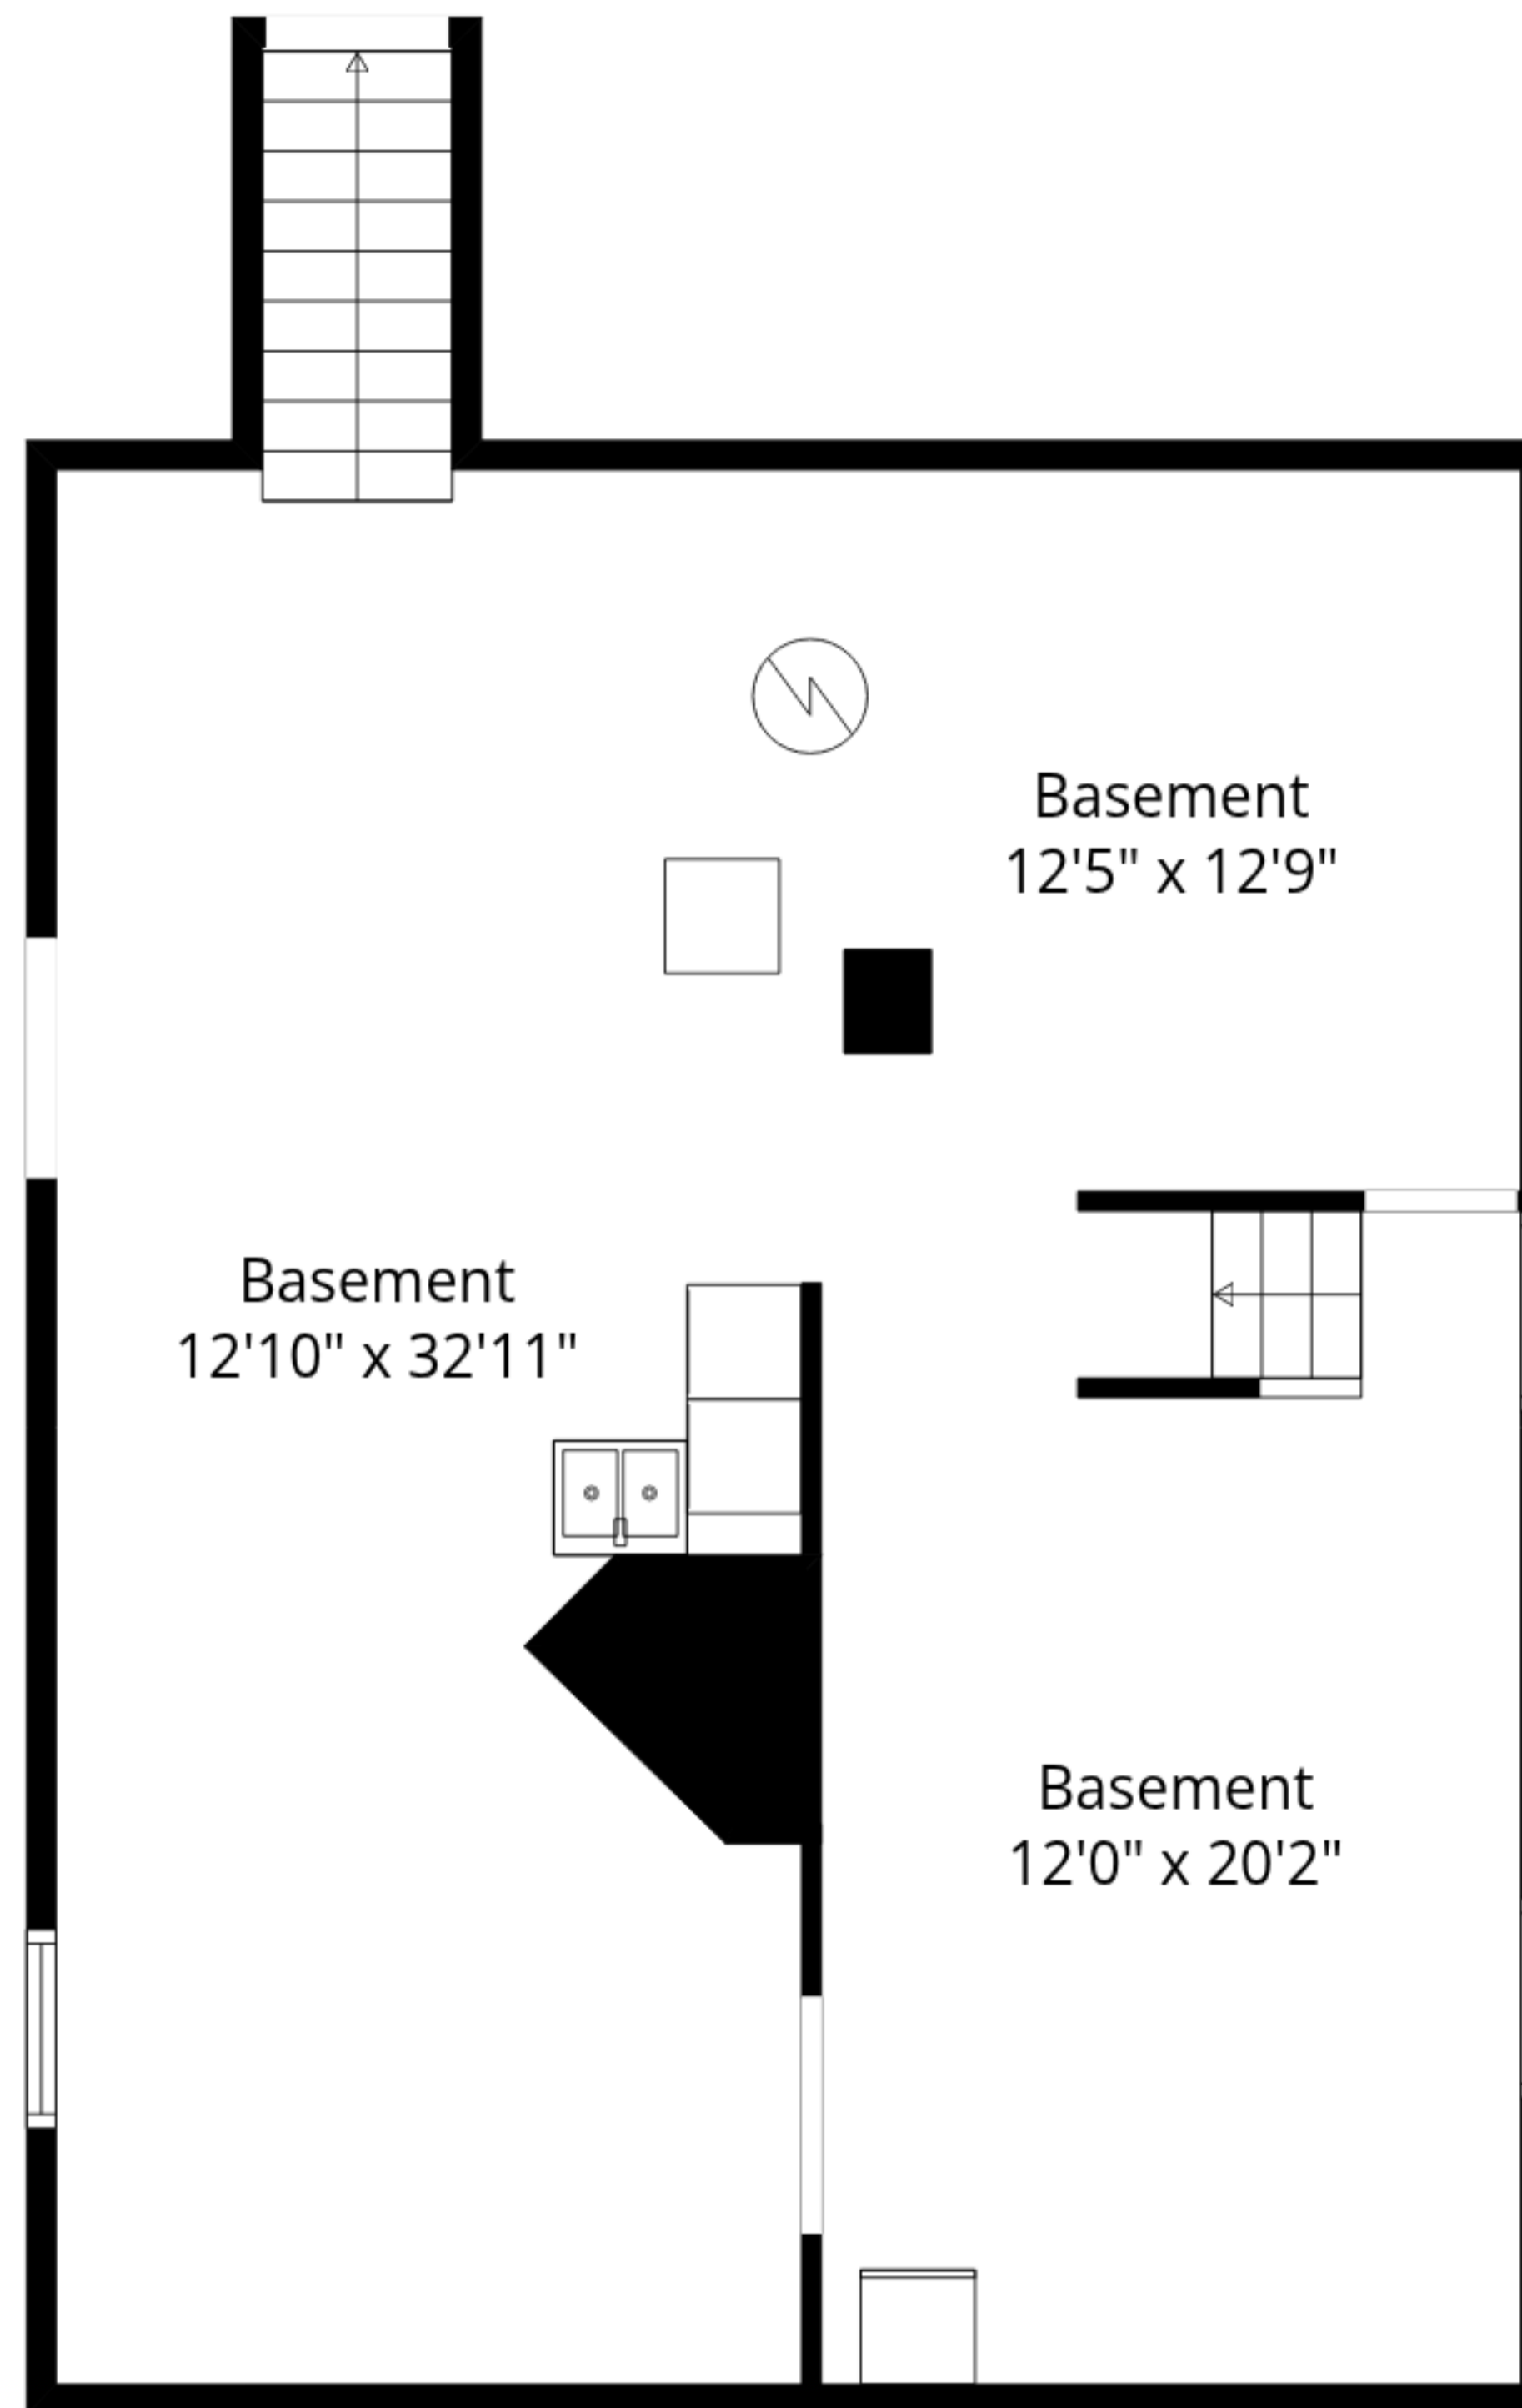 Basement
12'5" x 12'9"
Basement
12'10" x 32'11"
Basement
12'0" x 20'2"